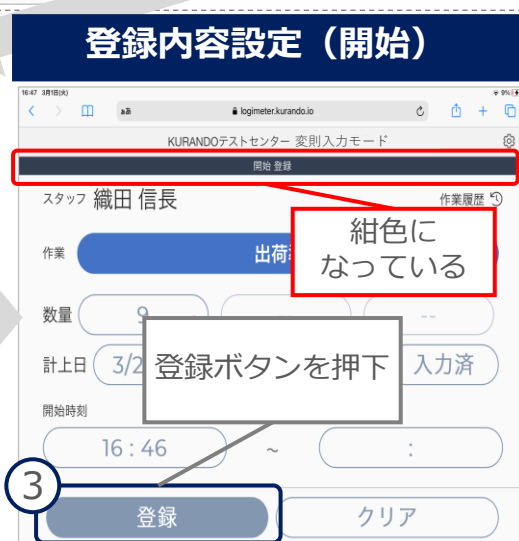 登録内容設定（開始）
16:47 3月1日(火) 9%
ああ logimeter.kurando.io
KURANDOテストセンター 変則入力モード
開始 登録
スタッフ 織田 信長 作業履歴
紺色に
なっている
作業 出荷
数量 9 -- --
登録ボタンを押下
計上日 3/2 入力済
開始時刻
16 : 46 ~ :
3
登録 クリア